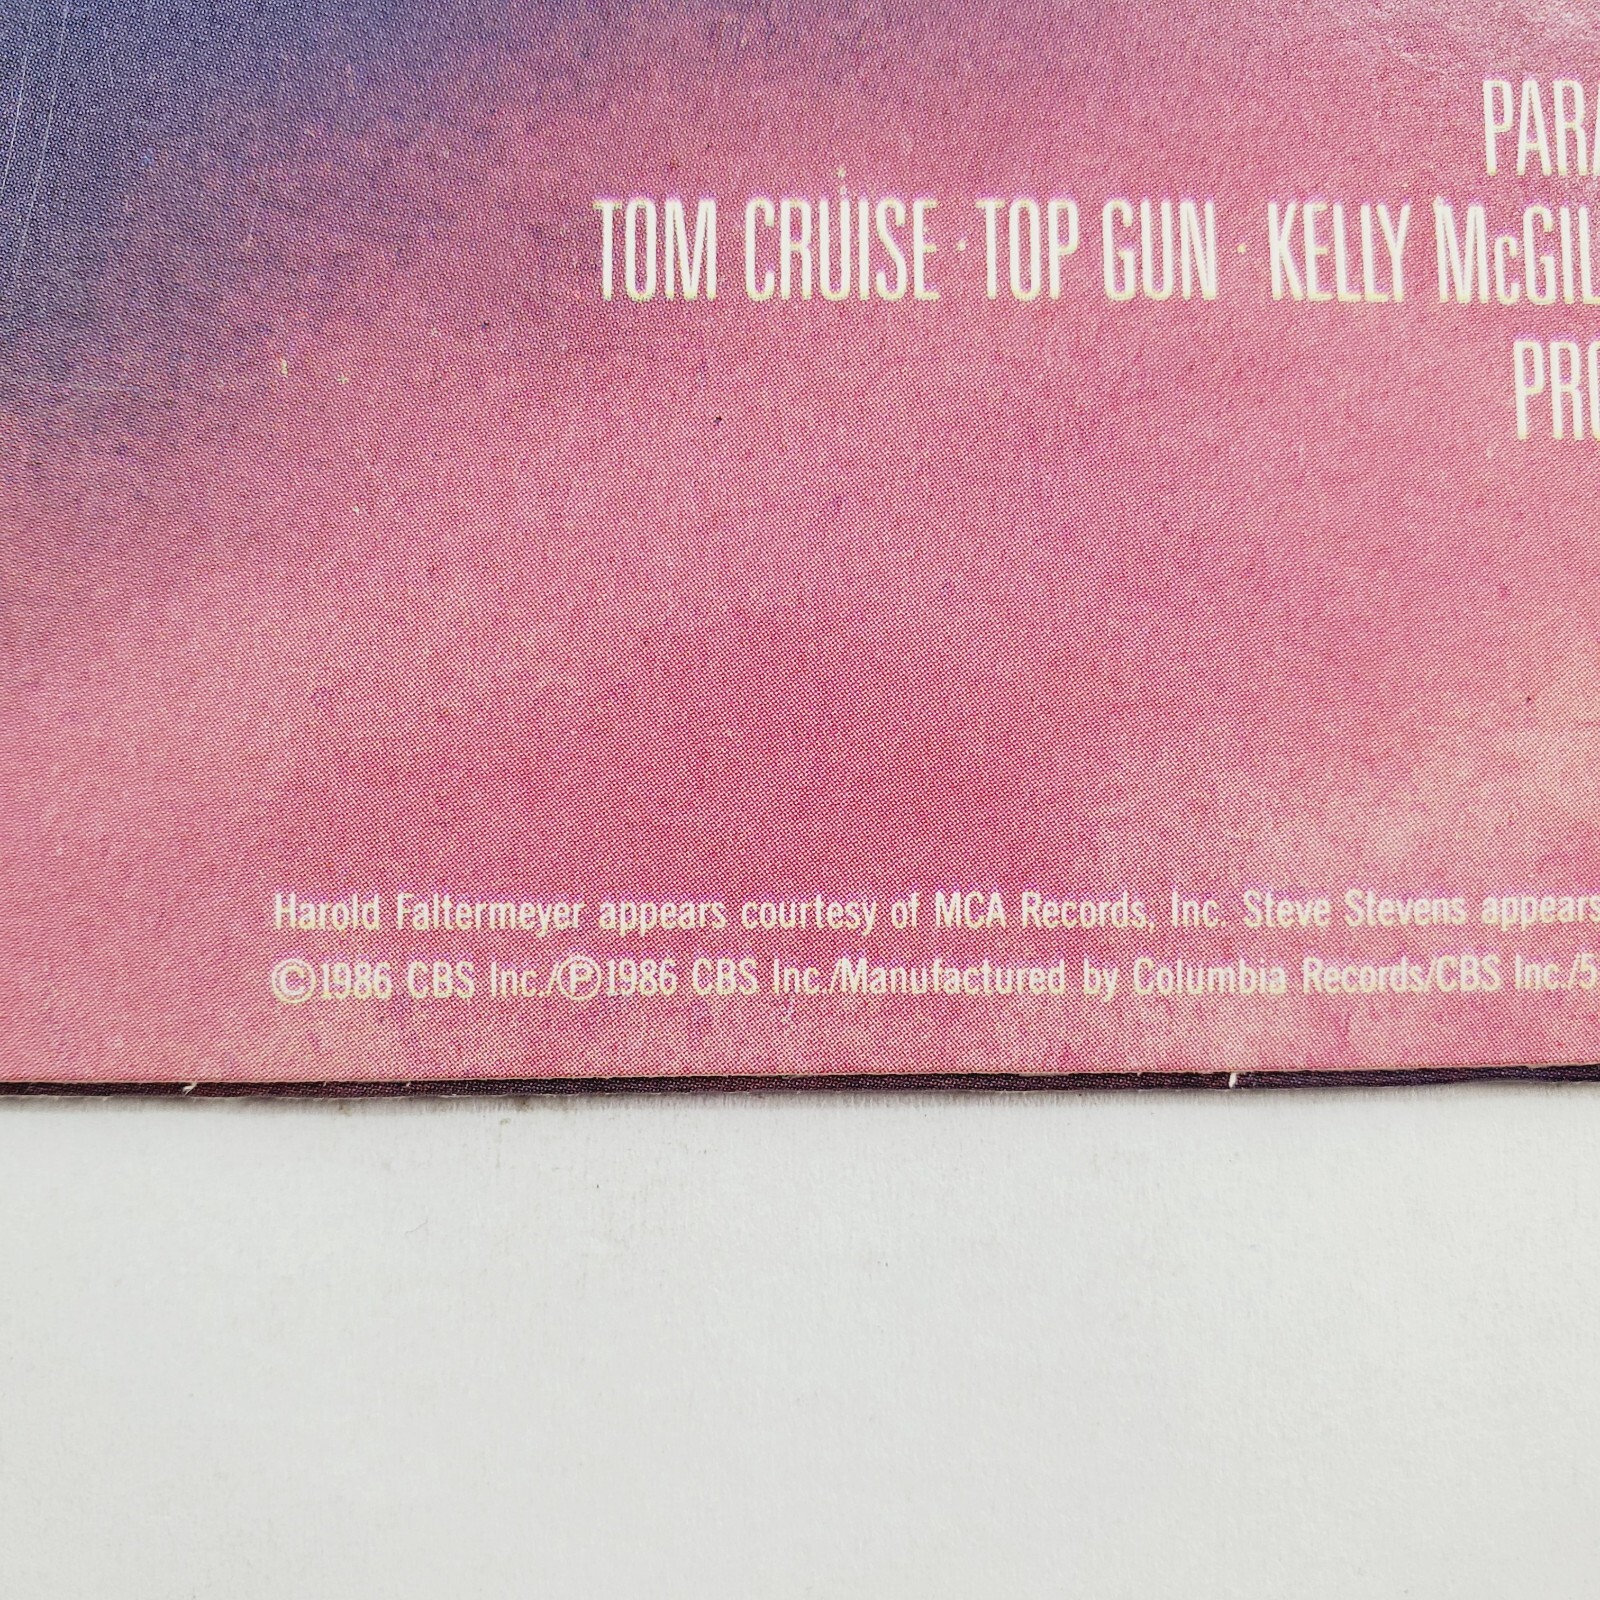 PARA
TOM CRUISE · TOP GUN · KELLY McGIL
PRO
Harold Faltermeyer appears courtesy of MCA Records, Inc. Steve Stevens appears
©1986 CBS Inc./℗1986 CBS Inc./Manufactured by Columbia Records/CBS Inc./5